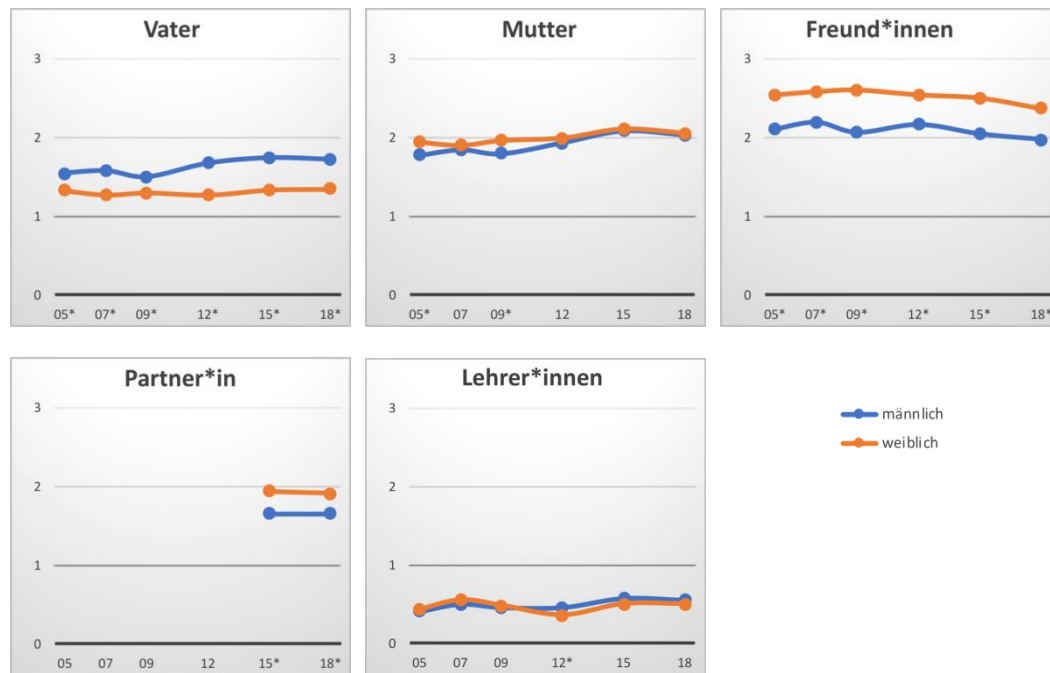 Vater
3
2
1
0
05* 07* 09* 12* 15* 18*
Mutter
3
2
1
0
05* 07 09* 12 15 18
Freund*innen
3
2
1
0
05* 07* 09* 12* 15* 18*
Partner*in
3
2
1
0
05 07 09 12 15* 18*
Lehrer*innen
3
2
1
0
05 07 09 12* 15 18
männlich
weiblich